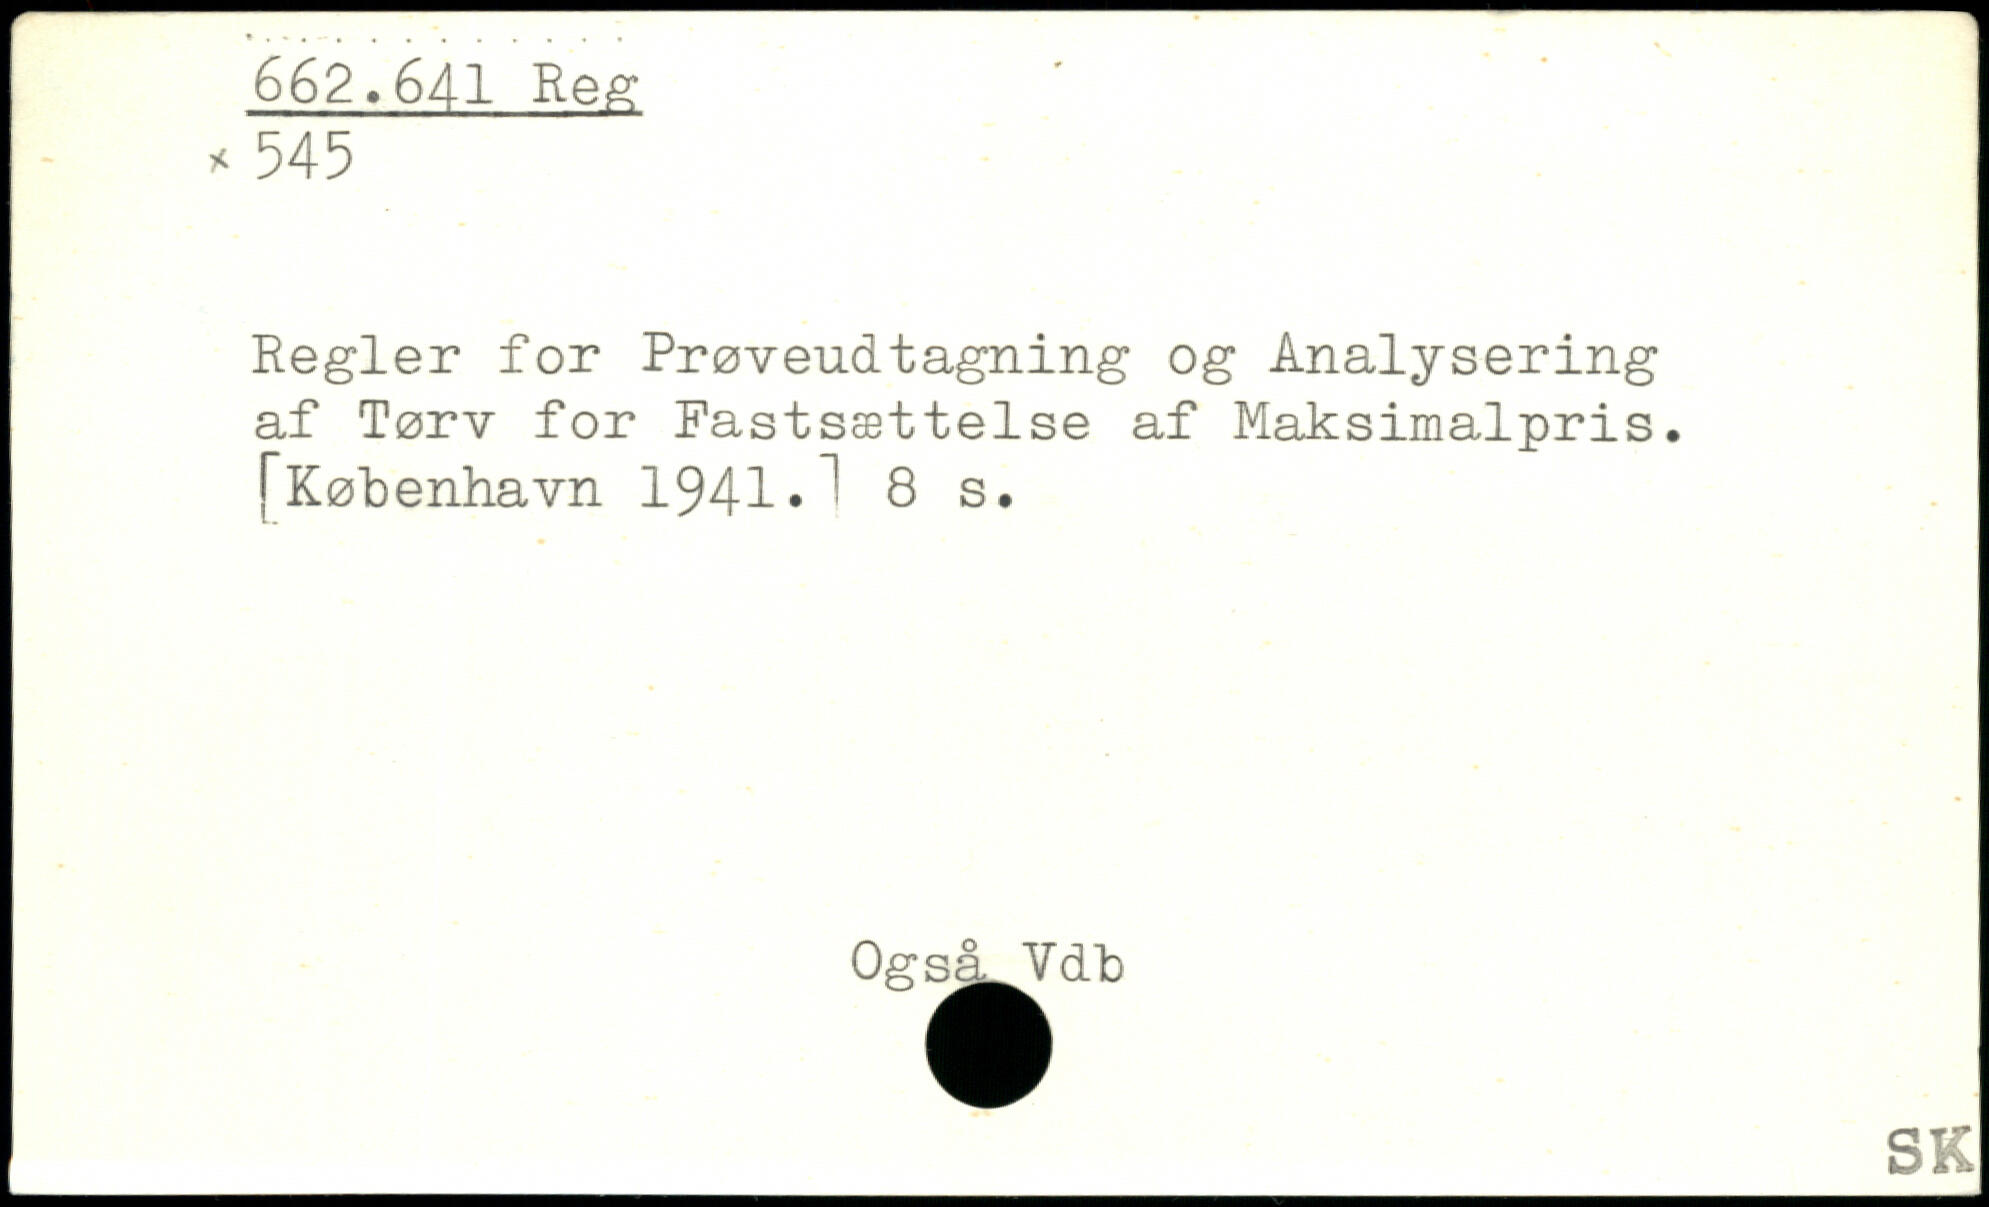 662.641 Reg
× 545
Regler for Prøveudtagning og Analysering
af Tørv for Fastsættelse af Maksimalpris.
[København 1941.] 8 s.
Også Vdb
SK